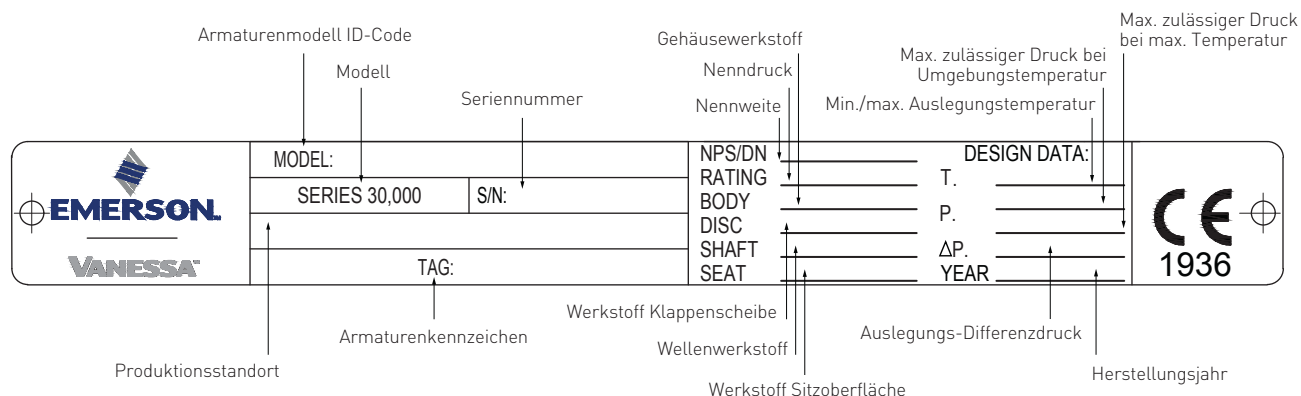 Armaturenmodell ID-Code
Modell
Seriennummer
Gehäusewerkstoff
Nenndruck
Nennweite
Max. zulässiger Druck bei
Umgebungstemperatur
Min./max. Auslegungstemperatur
Max. zulässiger Druck
bei max. Temperatur
EMERSON.
VANESSA
MODEL:
SERIES 30,000
S/N:
TAG:
NPS/DN
RATING
BODY
DISC
SHAFT
SEAT
DESIGN DATA:
T.
P.
ΔP.
YEAR
CE
1936
Produktionsstandort
Armaturenkennzeichen
Werkstoff Klappenscheibe
Wellenwerkstoff
Werkstoff Sitzoberfläche
Auslegungs-Differenzdruck
Herstellungsjahr